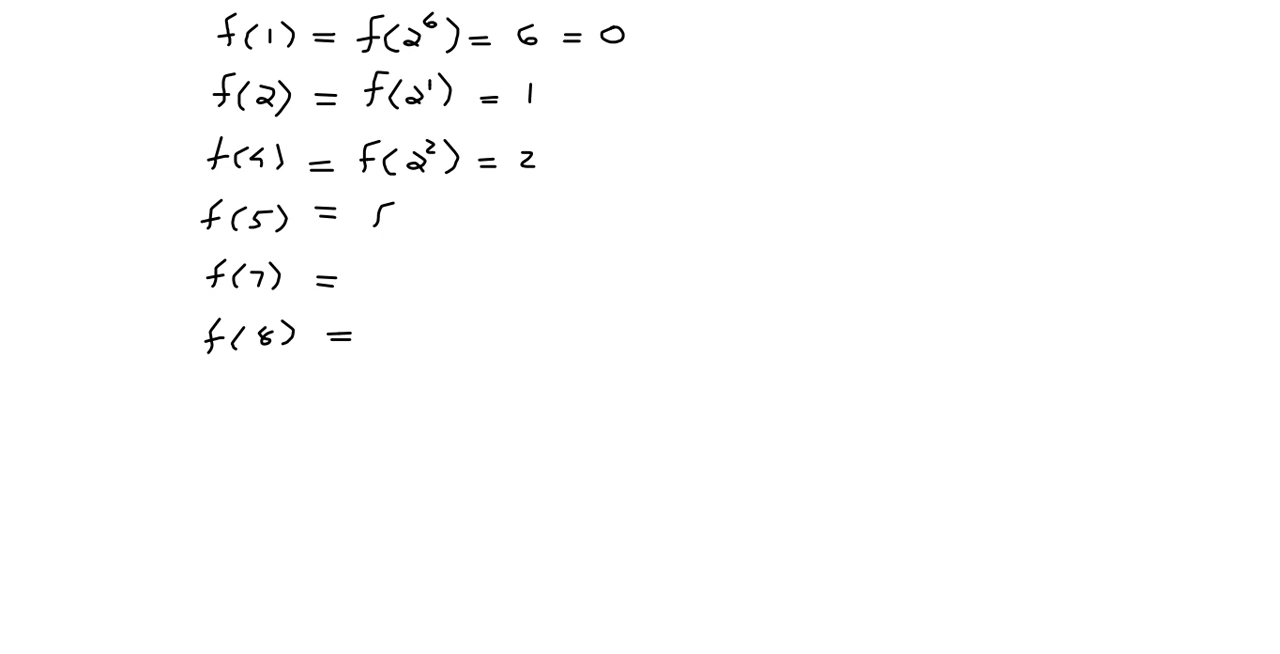 f(1) = f(2⁶) = 6 = 0
f(2) = f(2¹) = 1
f(4) = f(2²) = 2
f(5) = 5
f(7) =
f(8) =